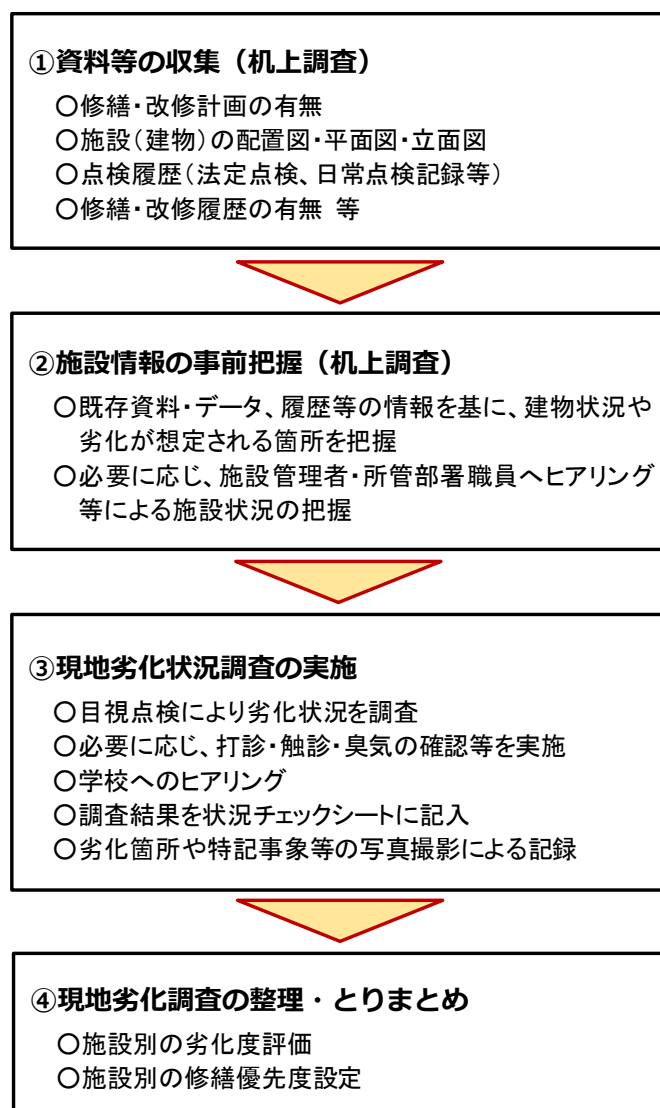 ①資料等の収集（机上調査）
〇修繕・改修計画の有無
〇施設（建物）の配置図・平面図・立面図
〇点検履歴（法定点検、日常点検記録等）
〇修繕・改修履歴の有無 等
②施設情報の事前把握（机上調査）
〇既存資料・データ、履歴等の情報を基に、建物状況や
劣化が想定される箇所を把握
〇必要に応じ、施設管理者・所管部署職員へヒアリング
等による施設状況の把握
③現地劣化状況調査の実施
〇目視点検により劣化状況を調査
〇必要に応じ、打診・触診・臭気の確認等を実施
〇学校へのヒアリング
〇調査結果を状況チェックシートに記入
〇劣化箇所や特記事象等の写真撮影による記録
④現地劣化調査の整理・とりまとめ
〇施設別の劣化度評価
〇施設別の修繕優先度設定